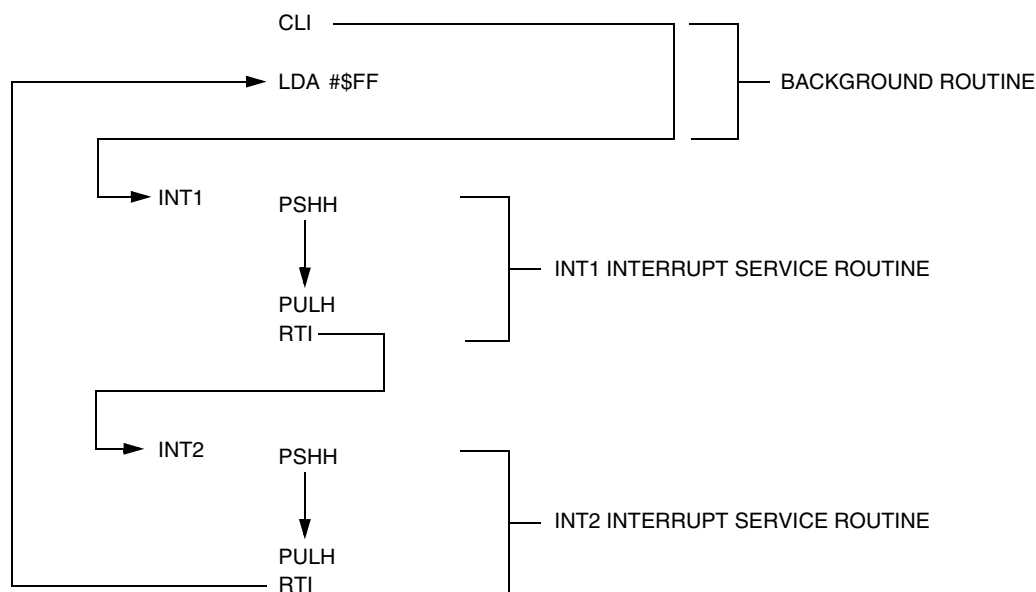 CLI
LDA #$FF
BACKGROUND ROUTINE
INT1
PSHH
INT1 INTERRUPT SERVICE ROUTINE
PULH
RTI
INT2
PSHH
INT2 INTERRUPT SERVICE ROUTINE
PULH
RTI